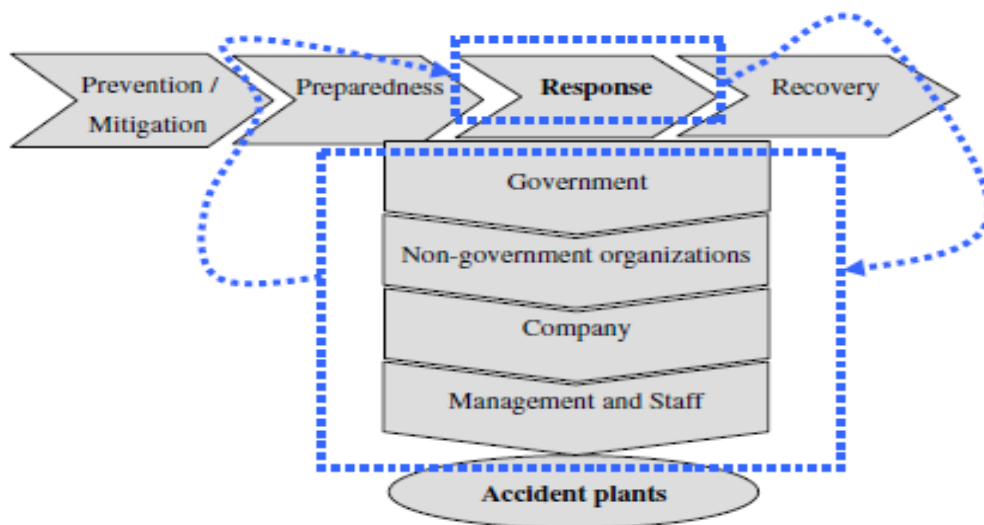 Prevention /
Mitigation
Preparedness
Response
Recovery
Government
Non-government organizations
Company
Management and Staff
Accident plants